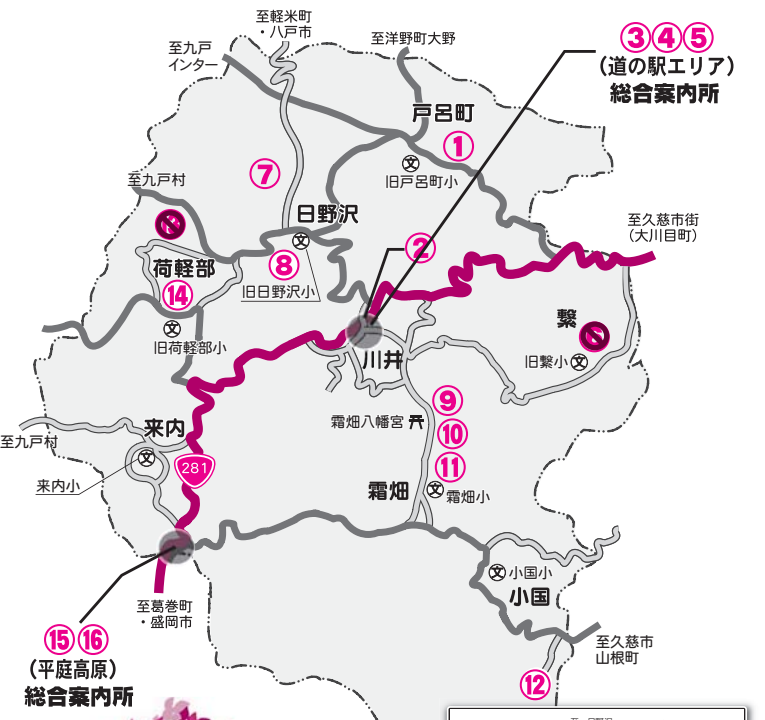 至軽米町
・八戸市
至九戸
インター
至洋野町大野
③④⑤
(道の駅エリア)
総合案内所
戸呂町
①
旧戸呂町小
⑦
至九戸村
日野沢
至久慈市街
(大川目町)
②
⑧
旧日野沢小
荷軽部
⑭
旧荷軽部小
繋
旧繋小
川井
⑨
霜畑八幡宮
⑩
至九戸村
来内
281
⑪
来内小
霜畑
霜畑小
小国小
小国
至葛巻町
・盛岡市
⑮⑯
(平庭高原)
総合案内所
至久慈市
山根町
⑫